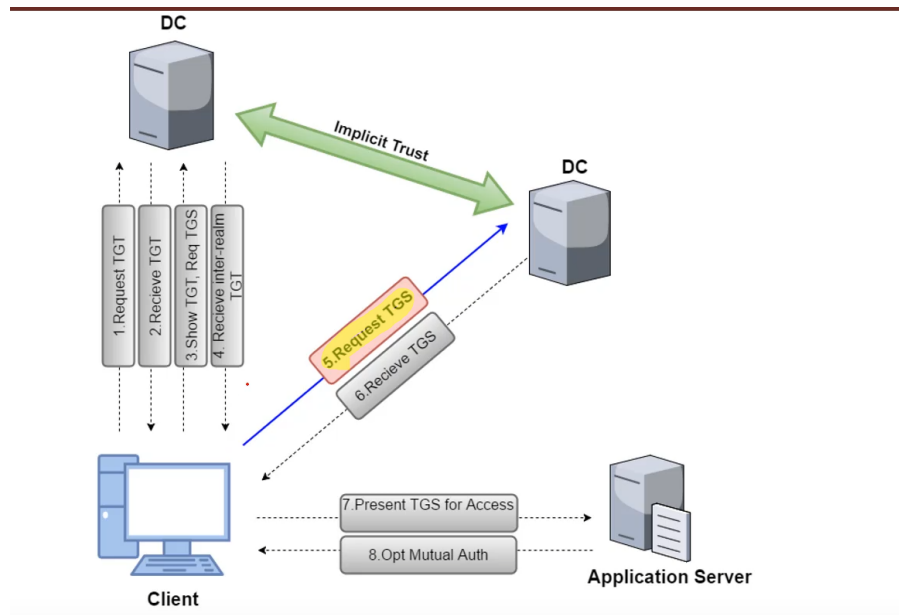 DC
Implicit Trust
DC
1.Request TGT
2.Recieve TGT
3.Show TGT, Req TGS
4. Recieve inter-realm
TGT
5.Request TGS
6.Recieve TGS
7.Present TGS for Access
8.Opt Mutual Auth
Application Server
Client